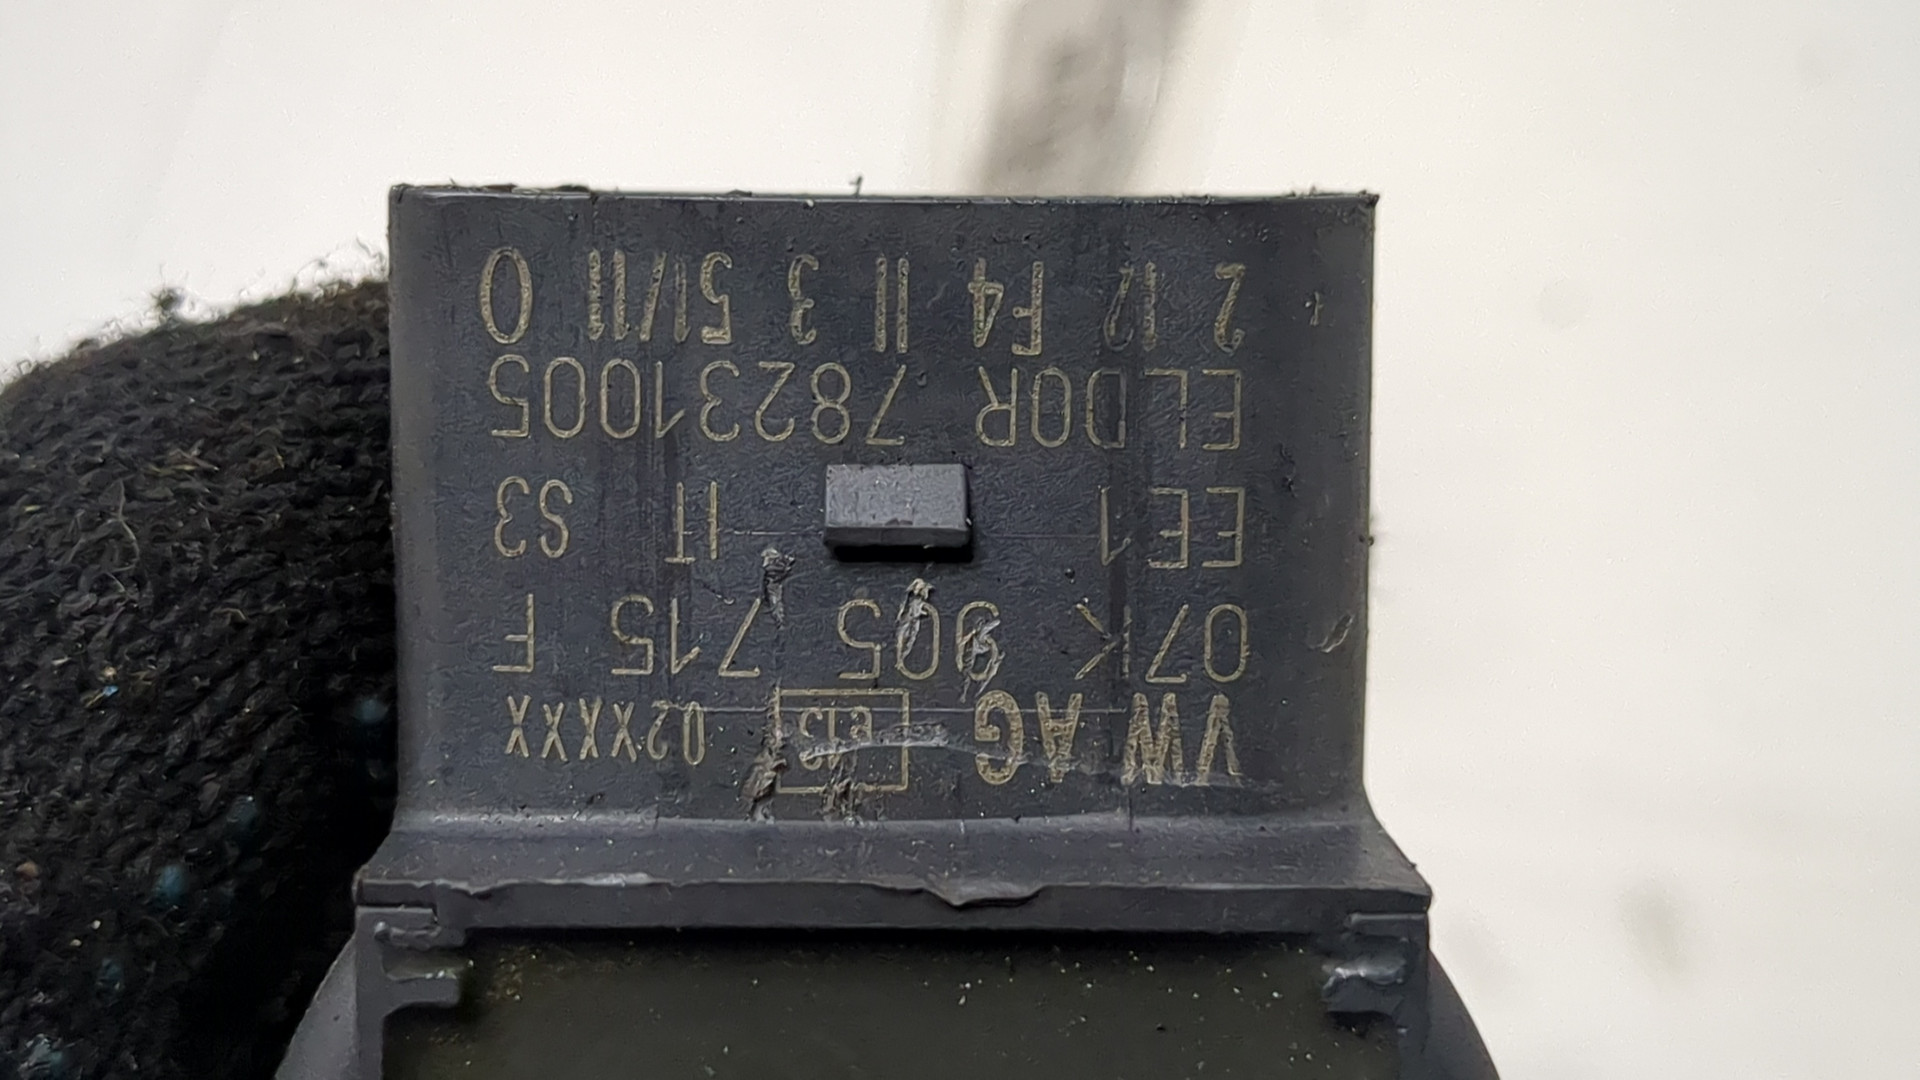 VW AG e13 02XXXX
07K 905 715 F
EE1 IT S3
ELDOR 78231005
2 12 F4 11 3 51/11 0